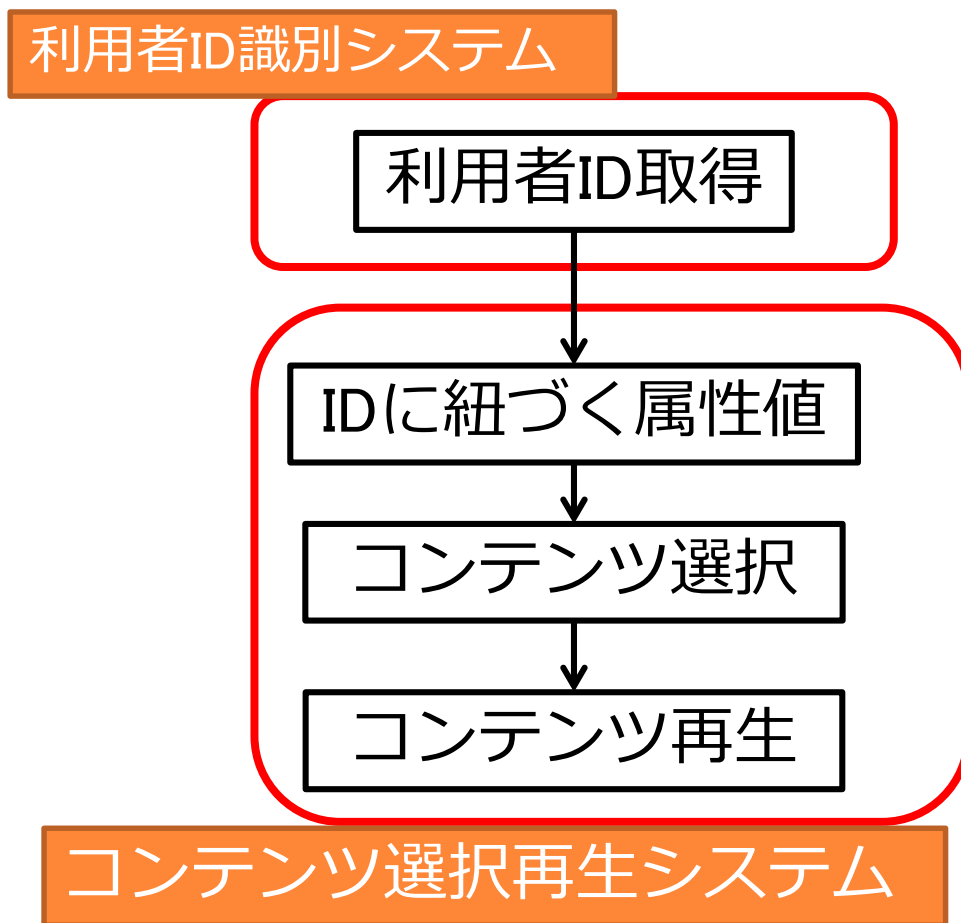 利用者ID識別システム
利用者ID取得
IDに紐づく属性値
コンテンツ選択
コンテンツ再生
コンテンツ選択再生システム